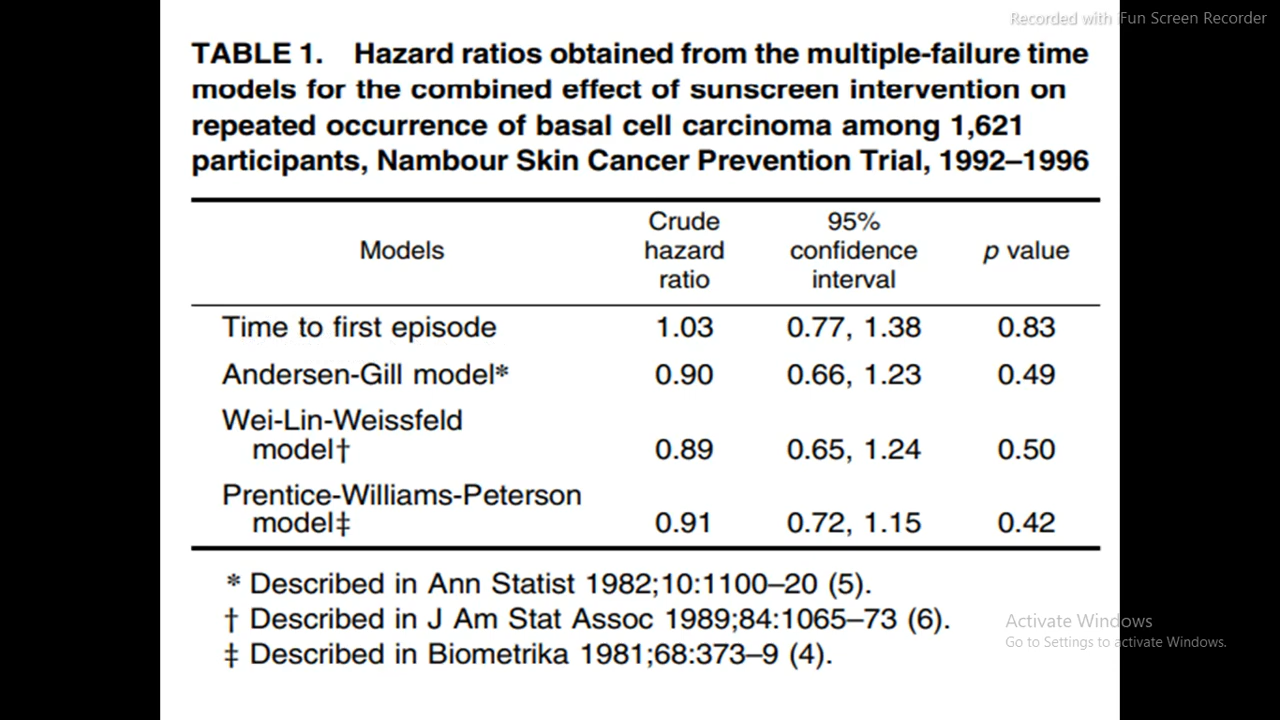 Recorded with iFun Screen Recorder
TABLE 1. Hazard ratios obtained from the multiple-failure time
models for the combined effect of sunscreen intervention on
repeated occurrence of basal cell carcinoma among 1,621
participants, Nambour Skin Cancer Prevention Trial, 1992–1996
Models
Crude
hazard
ratio
95%
confidence
interval
p value
Time to first episode 1.03 0.77, 1.38 0.83
Andersen-Gill model* 0.90 0.66, 1.23 0.49
Wei-Lin-Weissfeld
model† 0.89 0.65, 1.24 0.50
Prentice-Williams-Peterson
model‡ 0.91 0.72, 1.15 0.42
* Described in Ann Statist 1982;10:1100–20 (5).
† Described in J Am Stat Assoc 1989;84:1065–73 (6).
‡ Described in Biometrika 1981;68:373–9 (4).
Activate Windows
Go to Settings to activate Windows.